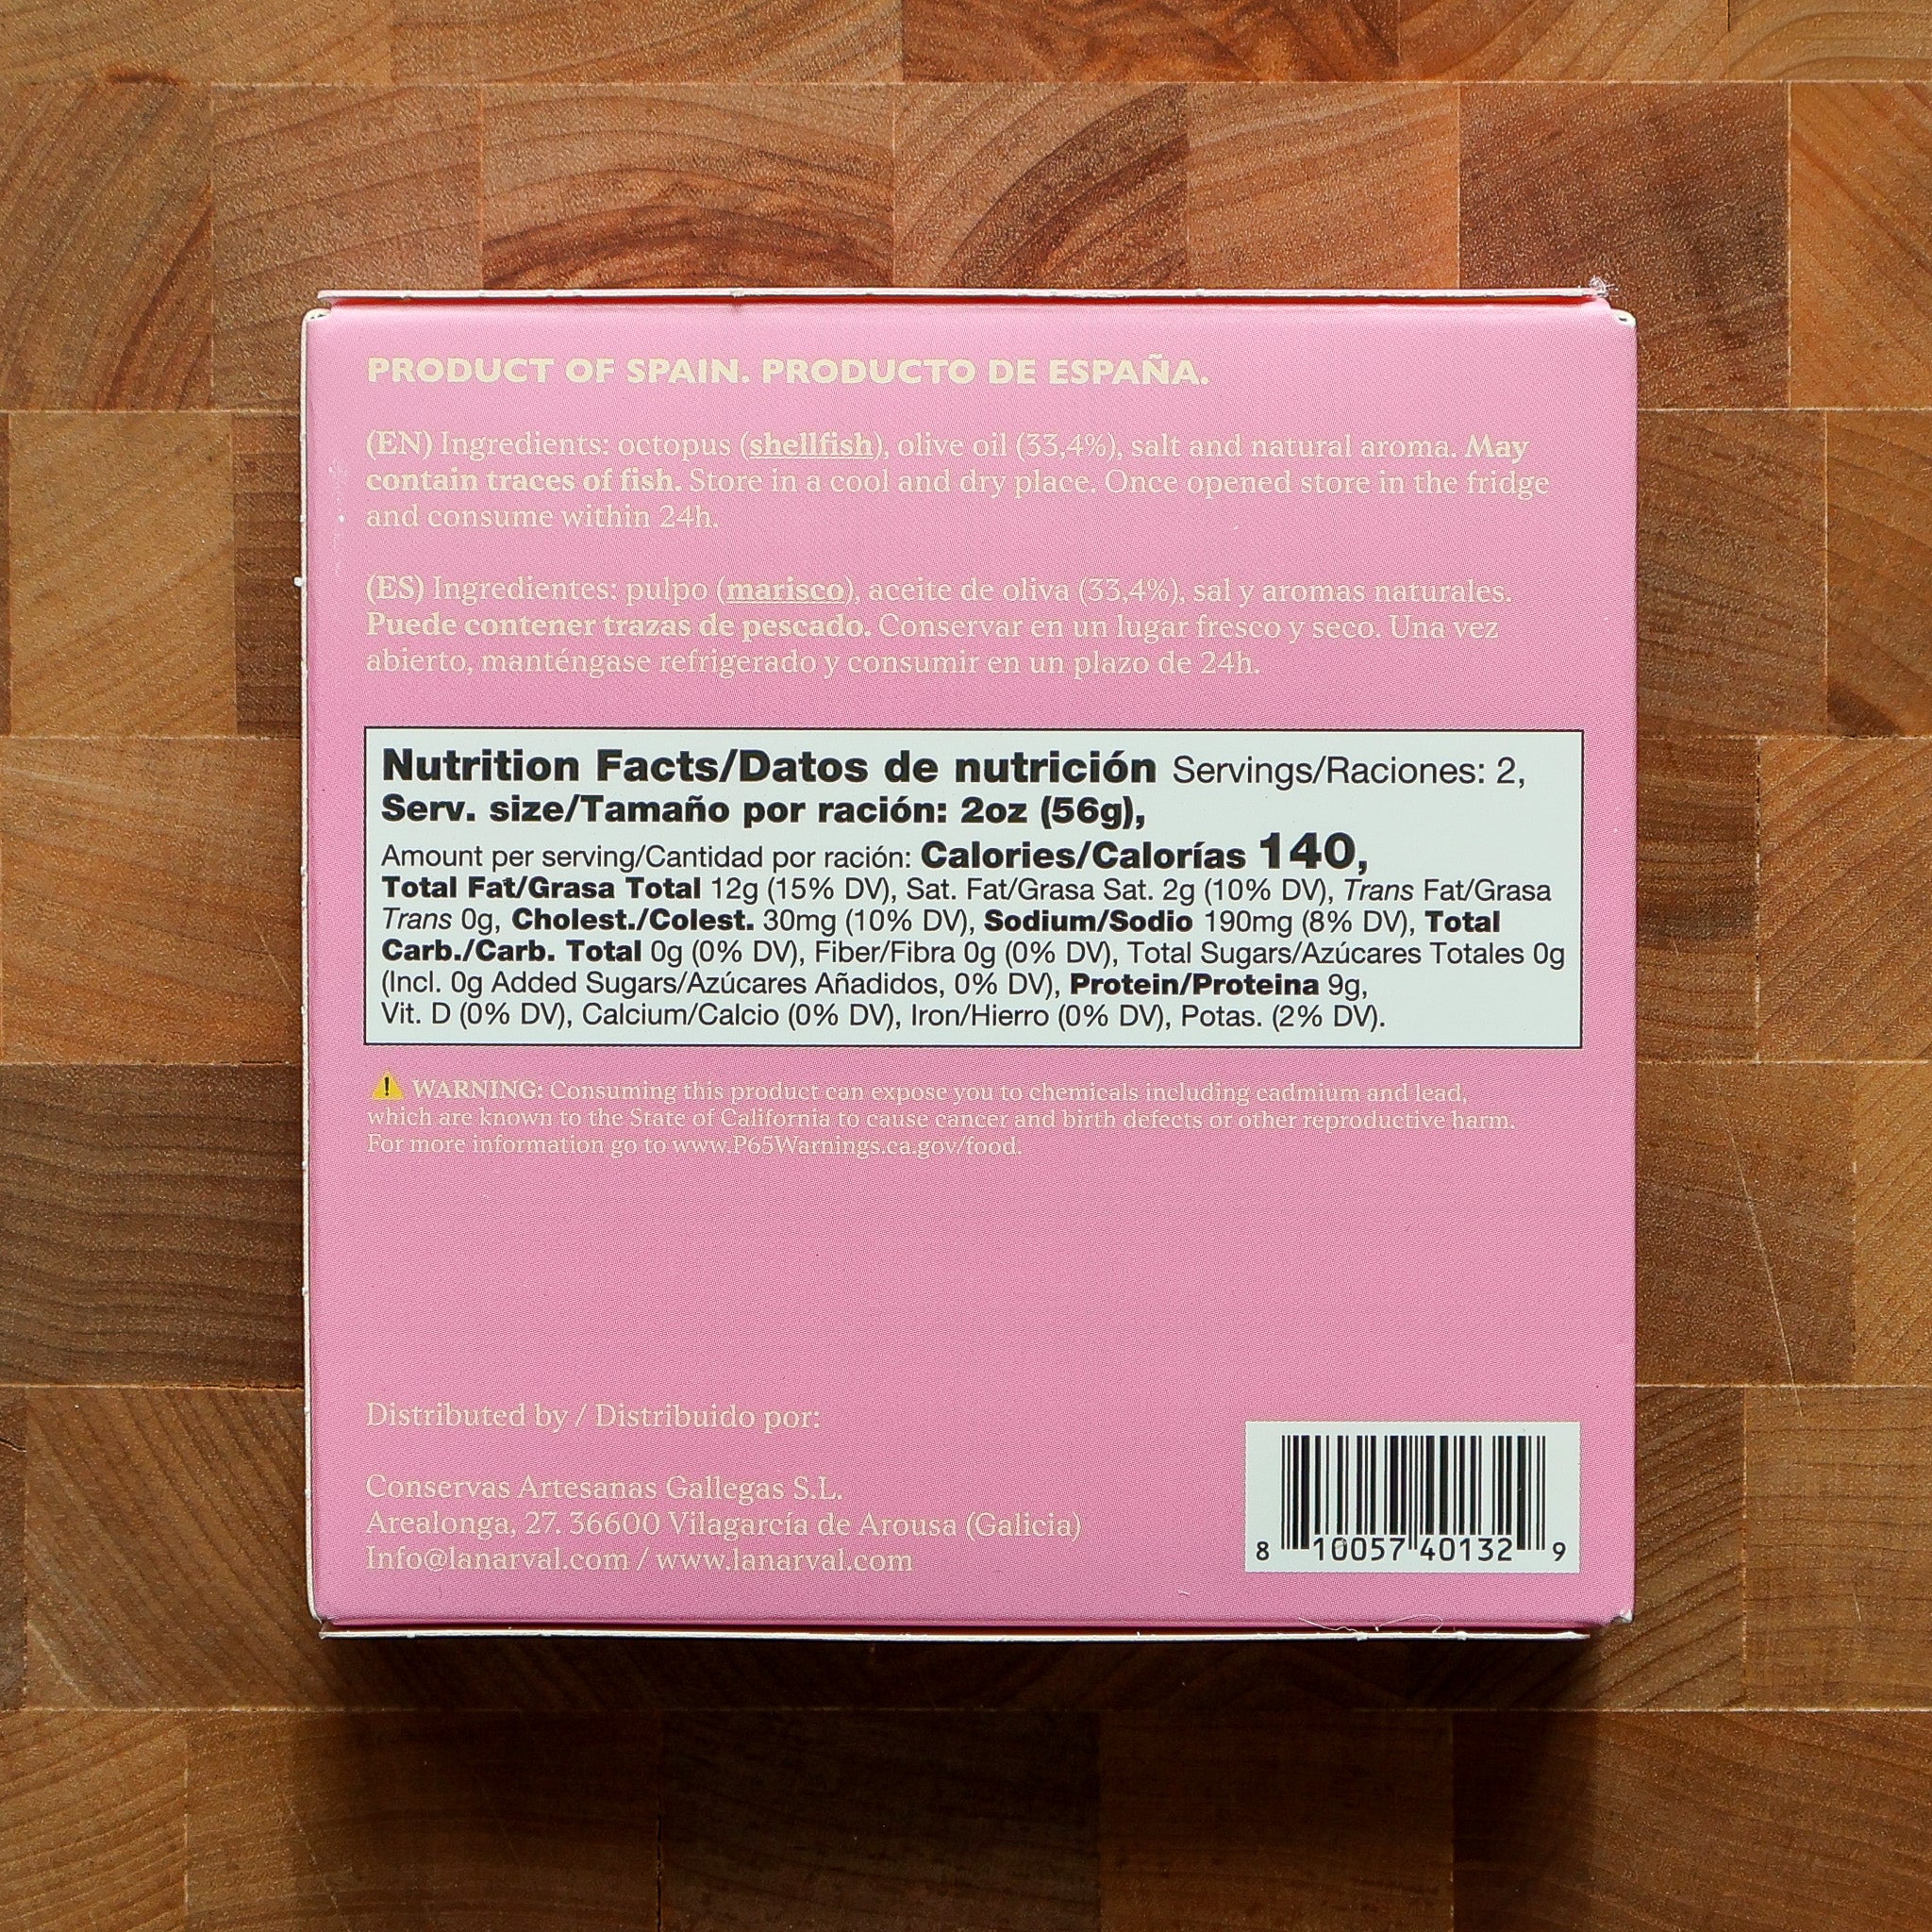 PRODUCT OF SPAIN. PRODUCTO DE ESPAÑA.
(EN) Ingredients: octopus (shellfish), olive oil (33,4%), salt and natural aroma. May
contain traces of fish. Store in a cool and dry place. Once opened store in the fridge
and consume within 24h.
(ES) Ingredientes: pulpo (marisco), aceite de oliva (33,4%), sal y aromas naturales.
Puede contener trazas de pescado. Conservar en un lugar fresco y seco. Una vez
abierto, manténgase refrigerado y consumir en un plazo de 24h.
Nutrition Facts/Datos de nutrición Servings/Raciones: 2,
Serv. size/Tamaño por ración: 2oz (56g),
Amount per serving/Cantidad por ración: Calories/Calorías 140,
Total Fat/Grasa Total 12g (15% DV), Sat. Fat/Grasa Sat. 2g (10% DV), Trans Fat/Grasa
Trans 0g, Cholest./Colest. 30mg (10% DV), Sodium/Sodio 190mg (8% DV), Total
Carb./Carb. Total 0g (0% DV), Fiber/Fibra 0g (0% DV), Total Sugars/Azúcares Totales 0g
(Incl. 0g Added Sugars/Azúcares Añadidos, 0% DV), Protein/Proteina 9g,
Vit. D (0% DV), Calcium/Calcio (0% DV), Iron/Hierro (0% DV), Potas. (2% DV).
WARNING: Consuming this product can expose you to chemicals including cadmium and lead,
which are known to the State of California to cause cancer and birth defects or other reproductive harm.
For more information go to www.P65Warnings.ca.gov/food.
Distributed by / Distribuido por:
Conservas Artesanas Gallegas S.L.
Arealonga, 27. 36600 Vilagarcía de Arousa (Galicia)
Info@lanarval.com / www.lanarval.com
8 10057 40132 9